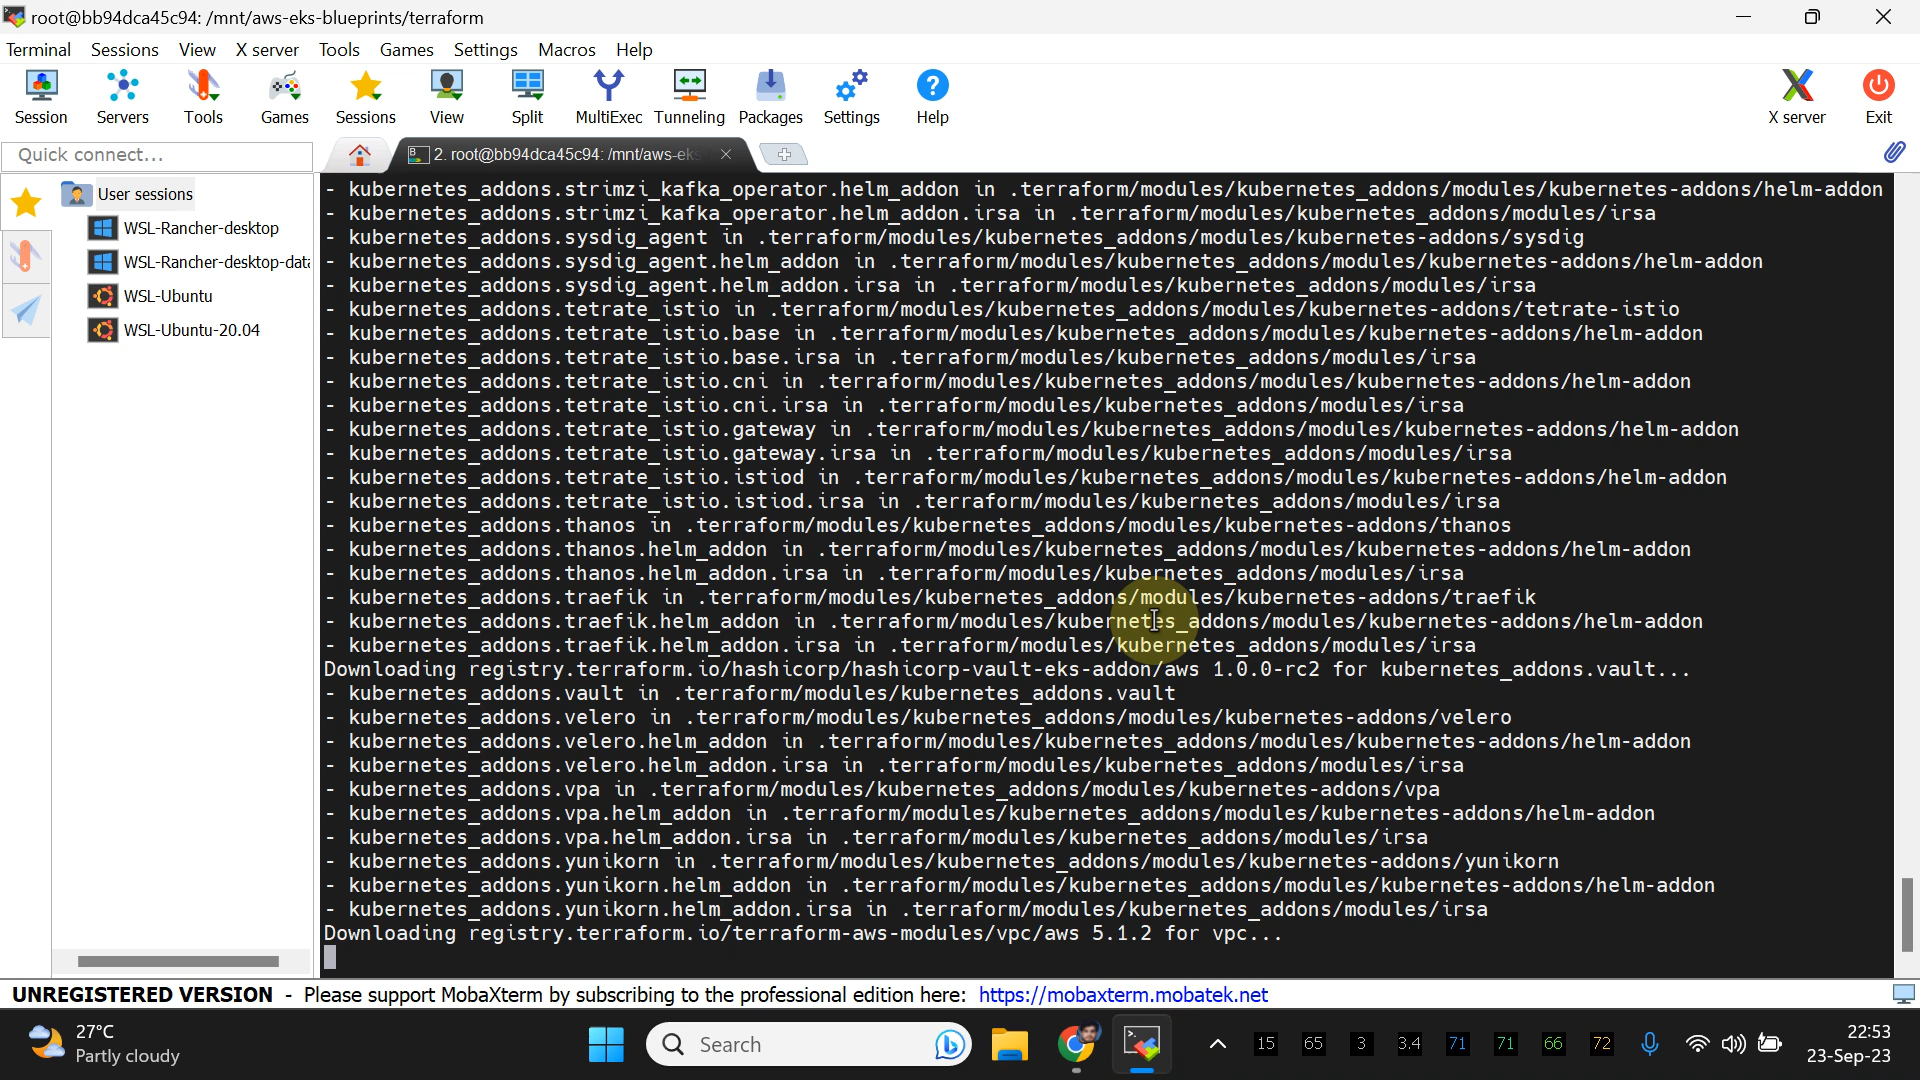 root@bb94dca45c94: /mnt/aws-eks-blueprints/terraform
Terminal Sessions View X server Tools Games Settings Macros Help
Session Servers Tools Games Sessions View Split MultiExec Tunneling Packages Settings Help X server Exit
Quick connect...
2. root@bb94dca45c94: /mnt/aws-ek
User sessions
WSL-Rancher-desktop
WSL-Rancher-desktop-data
WSL-Ubuntu
WSL-Ubuntu-20.04
- kubernetes_addons.strimzi_kafka_operator.helm_addon in .terraform/modules/kubernetes_addons/modules/kubernetes-addons/helm-addon
- kubernetes_addons.strimzi_kafka_operator.helm_addon.irsa in .terraform/modules/kubernetes_addons/modules/irsa
- kubernetes_addons.sysdig_agent in .terraform/modules/kubernetes_addons/modules/kubernetes-addons/sysdig
- kubernetes_addons.sysdig_agent.helm_addon in .terraform/modules/kubernetes_addons/modules/kubernetes-addons/helm-addon
- kubernetes_addons.sysdig_agent.helm_addon.irsa in .terraform/modules/kubernetes_addons/modules/irsa
- kubernetes_addons.tetrate_istio in .terraform/modules/kubernetes_addons/modules/kubernetes-addons/tetrate-istio
- kubernetes_addons.tetrate_istio.base in .terraform/modules/kubernetes_addons/modules/kubernetes-addons/helm-addon
- kubernetes_addons.tetrate_istio.base.irsa in .terraform/modules/kubernetes_addons/modules/irsa
- kubernetes_addons.tetrate_istio.cni in .terraform/modules/kubernetes_addons/modules/kubernetes-addons/helm-addon
- kubernetes_addons.tetrate_istio.cni.irsa in .terraform/modules/kubernetes_addons/modules/irsa
- kubernetes_addons.tetrate_istio.gateway in .terraform/modules/kubernetes_addons/modules/kubernetes-addons/helm-addon
- kubernetes_addons.tetrate_istio.gateway.irsa in .terraform/modules/kubernetes_addons/modules/irsa
- kubernetes_addons.tetrate_istio.istiod in .terraform/modules/kubernetes_addons/modules/kubernetes-addons/helm-addon
- kubernetes_addons.tetrate_istio.istiod.irsa in .terraform/modules/kubernetes_addons/modules/irsa
- kubernetes_addons.thanos in .terraform/modules/kubernetes_addons/modules/kubernetes-addons/thanos
- kubernetes_addons.thanos.helm_addon in .terraform/modules/kubernetes_addons/modules/kubernetes-addons/helm-addon
- kubernetes_addons.thanos.helm_addon.irsa in .terraform/modules/kubernetes_addons/modules/irsa
- kubernetes_addons.traefik in .terraform/modules/kubernetes_addons/modules/kubernetes-addons/traefik
- kubernetes_addons.traefik.helm_addon in .terraform/modules/kubernetes_addons/modules/kubernetes-addons/helm-addon
- kubernetes_addons.traefik.helm_addon.irsa in .terraform/modules/kubernetes_addons/modules/irsa
Downloading registry.terraform.io/hashicorp/hashicorp-vault-eks-addon/aws 1.0.0-rc2 for kubernetes_addons.vault...
- kubernetes_addons.vault in .terraform/modules/kubernetes_addons.vault
- kubernetes_addons.velero in .terraform/modules/kubernetes_addons/modules/kubernetes-addons/velero
- kubernetes_addons.velero.helm_addon in .terraform/modules/kubernetes_addons/modules/kubernetes-addons/helm-addon
- kubernetes_addons.velero.helm_addon.irsa in .terraform/modules/kubernetes_addons/modules/irsa
- kubernetes_addons.vpa in .terraform/modules/kubernetes_addons/modules/kubernetes-addons/vpa
- kubernetes_addons.vpa.helm_addon in .terraform/modules/kubernetes_addons/modules/kubernetes-addons/helm-addon
- kubernetes_addons.vpa.helm_addon.irsa in .terraform/modules/kubernetes_addons/modules/irsa
- kubernetes_addons.yunikorn in .terraform/modules/kubernetes_addons/modules/kubernetes-addons/yunikorn
- kubernetes_addons.yunikorn.helm_addon in .terraform/modules/kubernetes_addons/modules/kubernetes-addons/helm-addon
- kubernetes_addons.yunikorn.helm_addon.irsa in .terraform/modules/kubernetes_addons/modules/irsa
Downloading registry.terraform.io/terraform-aws-modules/vpc/aws 5.1.2 for vpc...
UNREGISTERED VERSION - Please support MobaXterm by subscribing to the professional edition here: https://mobaxterm.mobatek.net
27°C
Partly cloudy
Search
15 65 3 3.4 71 71 66 72
22:53
23-Sep-23